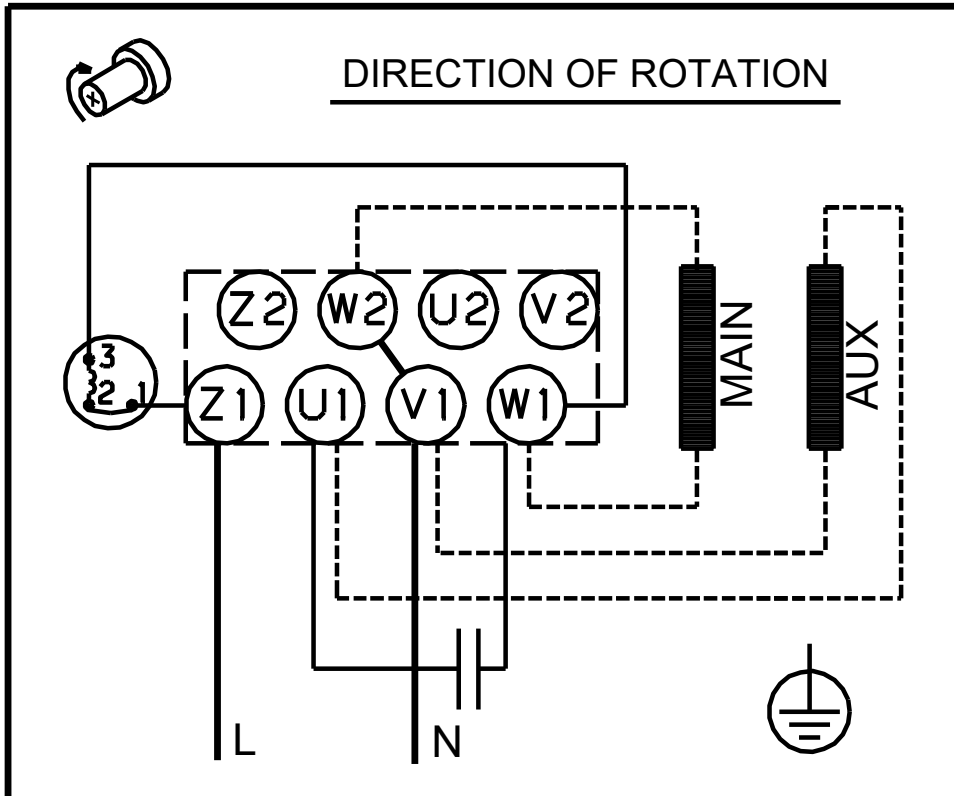 DIRECTION OF ROTATION
Z2 W2 U2 V2
3
2 1
Z1 U1 V1 W1
MAIN
AUX
L N